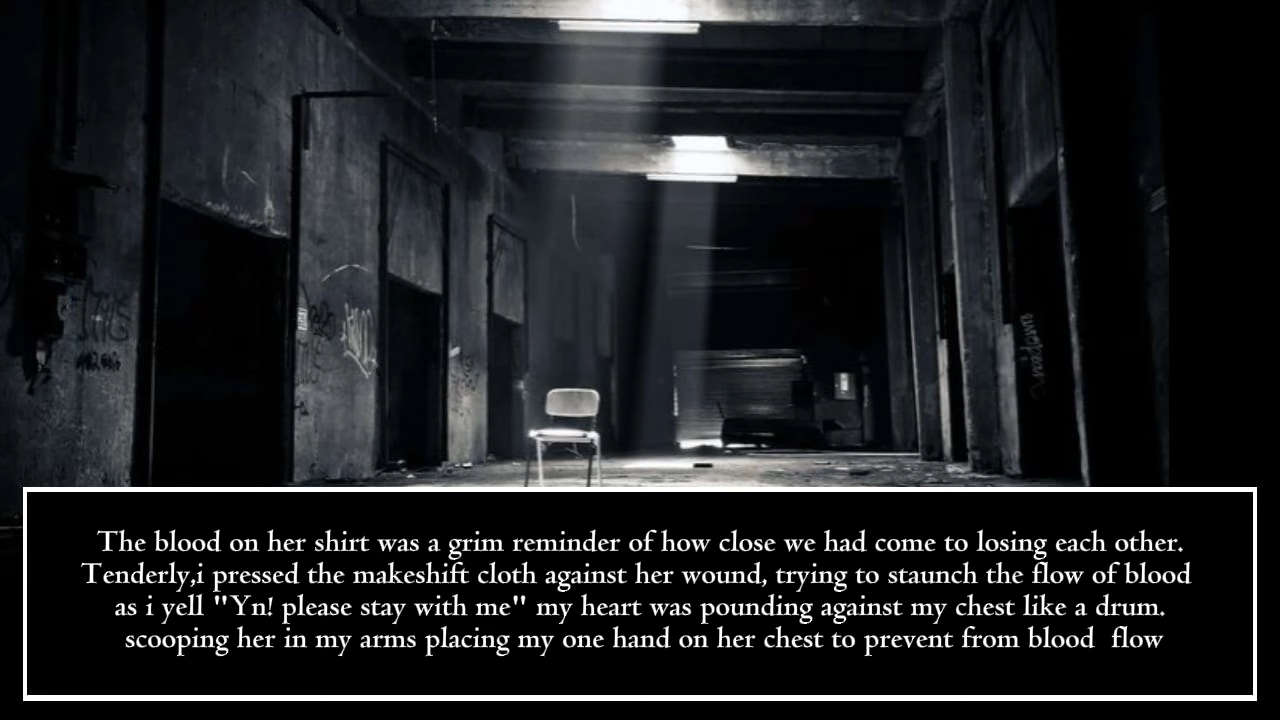 The blood on her shirt was a grim reminder of how close we had come to losing each other.
Tenderly,i pressed the makeshift cloth against her wound, trying to staunch the flow of blood
as i yell "Yn! please stay with me" my heart was pounding against my chest like a drum.
scooping her in my arms placing my one hand on her chest to prevent from blood  flow